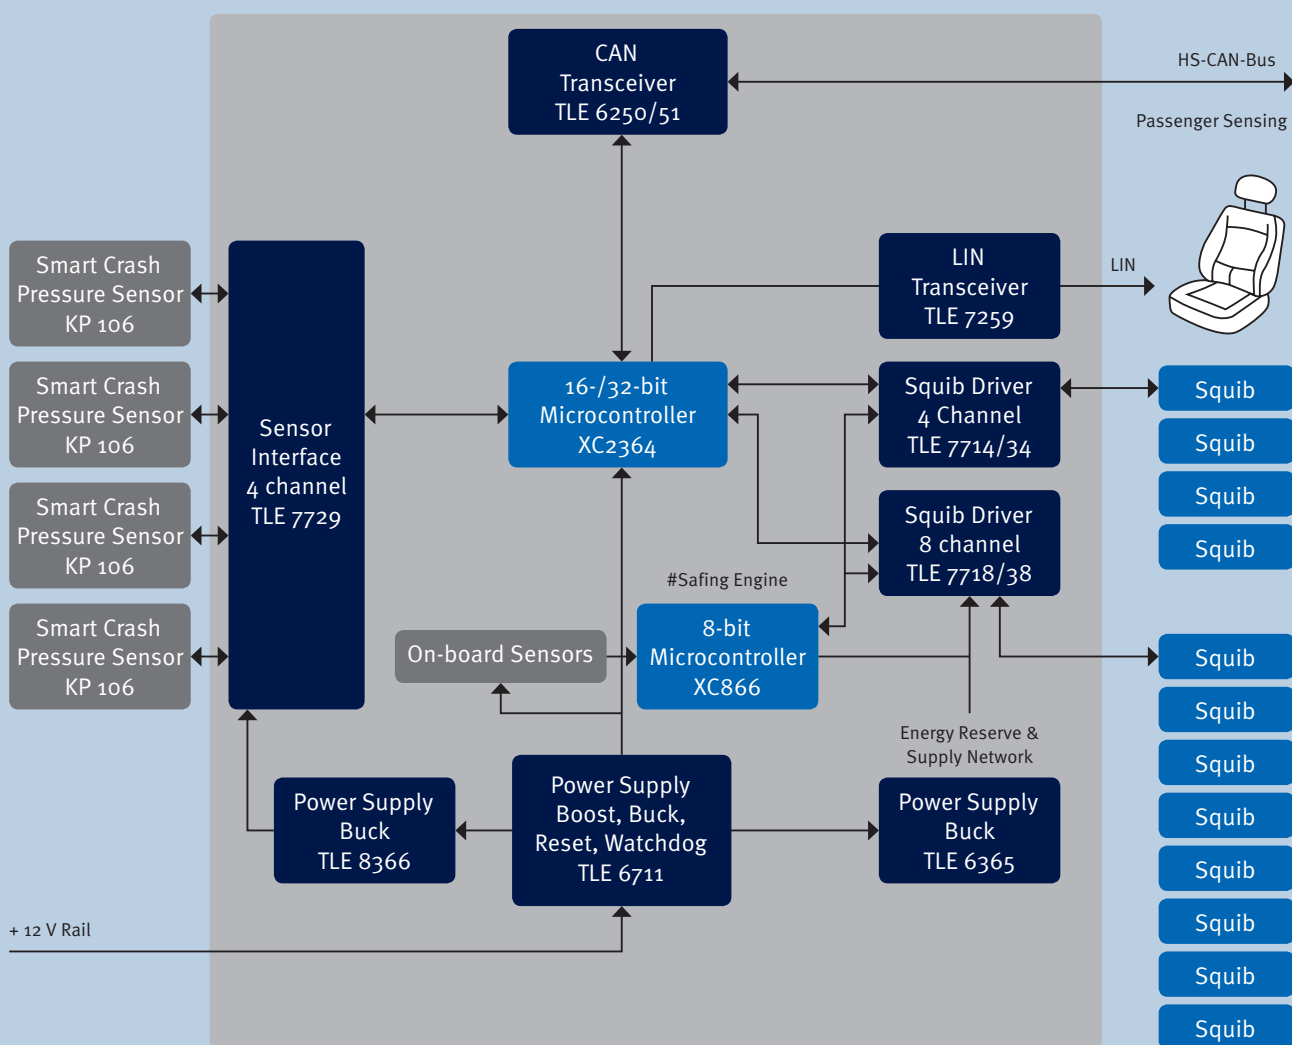 CAN
Transceiver
TLE 6250/51
HS-CAN-Bus
Passenger Sensing
Smart Crash
Pressure Sensor
KP 106
Smart Crash
Pressure Sensor
KP 106
Smart Crash
Pressure Sensor
KP 106
Smart Crash
Pressure Sensor
KP 106
Sensor
Interface
4 channel
TLE 7729
16-/32-bit
Microcontroller
XC2364
LIN
Transceiver
TLE 7259
LIN
Squib Driver
4 Channel
TLE 7714/34
Squib Driver
8 channel
TLE 7718/38
Squib
Squib
Squib
Squib
#Safing Engine
On-board Sensors
8-bit
Microcontroller
XC866
Energy Reserve &
Supply Network
Squib
Squib
Squib
Squib
Squib
Squib
Squib
Squib
Power Supply
Buck
TLE 8366
Power Supply
Boost, Buck,
Reset, Watchdog
TLE 6711
Power Supply
Buck
TLE 6365
+ 12 V Rail